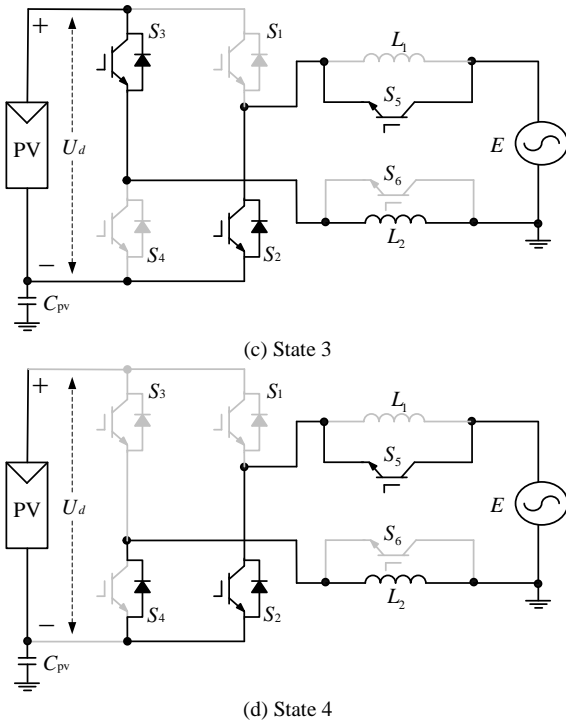 +
S3
S1
L1
S5
PV
Ud
E
S6
S4
S2
L2
−
Cpv
(c) State 3
+
S3
S1
L1
S5
PV
Ud
E
S6
S4
S2
L2
−
Cpv
(d) State 4